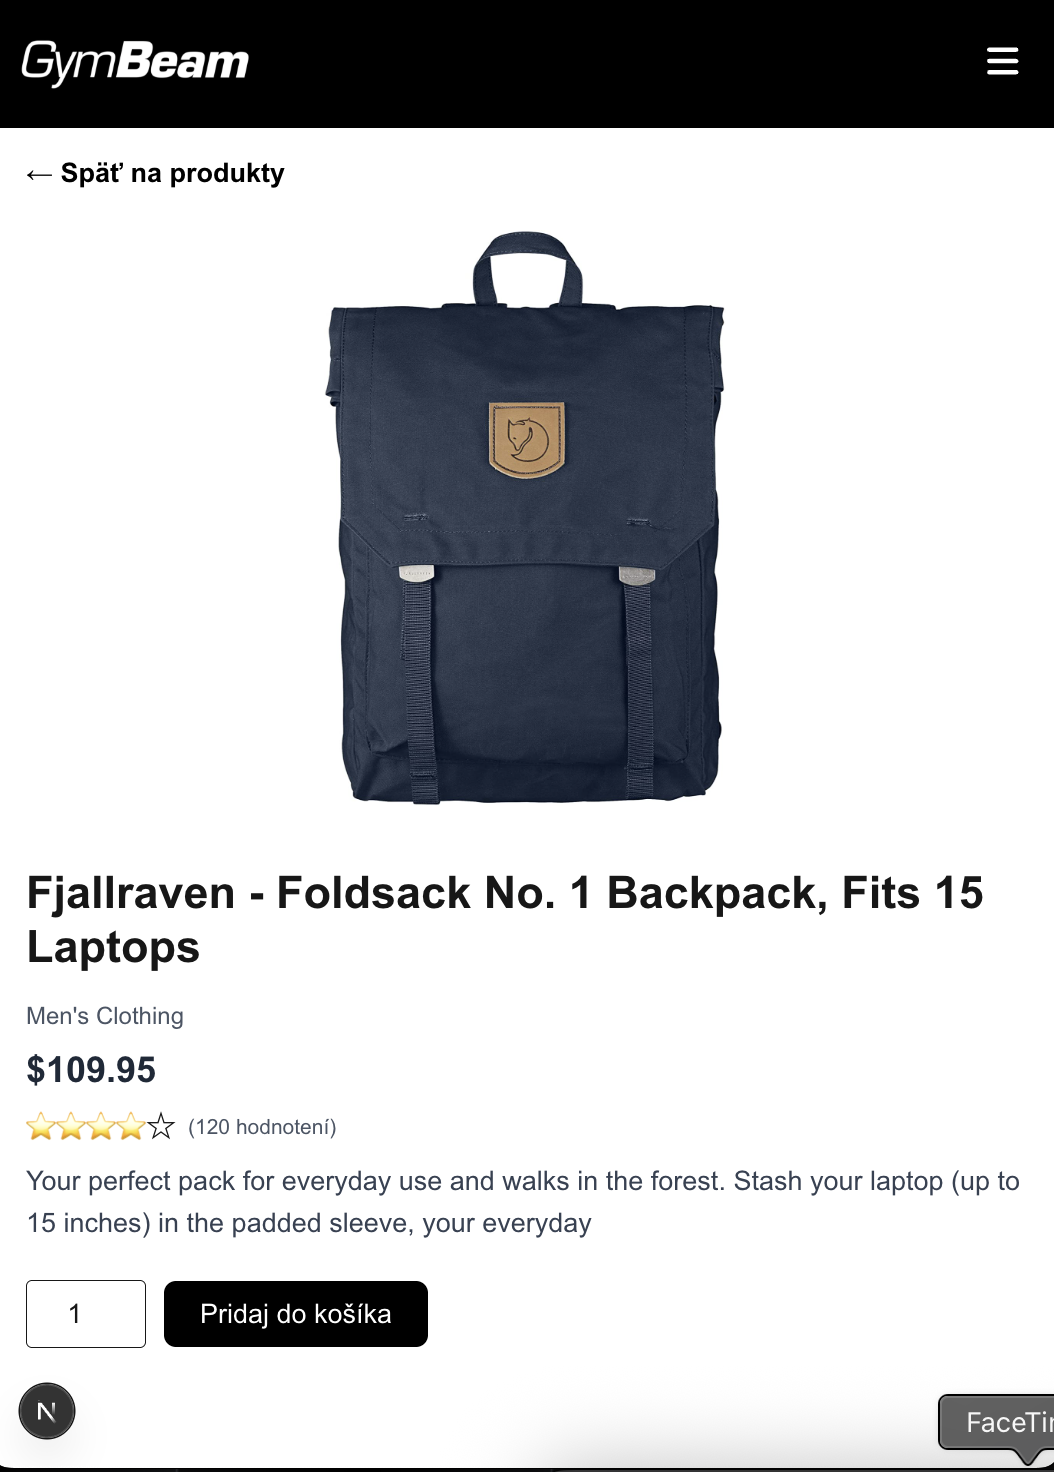 GymBeam
← Späť na produkty
Fjallraven - Foldsack No. 1 Backpack, Fits 15
Laptops
Men's Clothing
$109.95
(120 hodnotení)
Your perfect pack for everyday use and walks in the forest. Stash your laptop (up to
15 inches) in the padded sleeve, your everyday
1
Pridaj do košíka
N